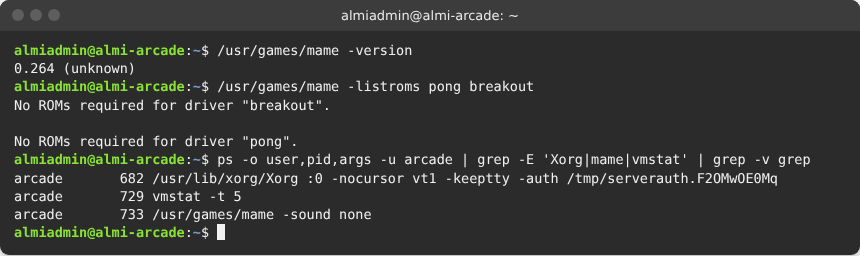 almiadmin@almi-arcade: ~
almiadmin@almi-arcade:~$ /usr/games/mame -version
0.264 (unknown)
almiadmin@almi-arcade:~$ /usr/games/mame -listroms pong breakout
No ROMs required for driver "breakout".
No ROMs required for driver "pong".
almiadmin@almi-arcade:~$ ps -o user,pid,args -u arcade | grep -E 'Xorg|mame|vmstat' | grep -v grep
arcade       682 /usr/lib/xorg/Xorg :0 -nocursor vt1 -keeptty -auth /tmp/serverauth.F2OMwOE0Mq
arcade       729 vmstat -t 5
arcade       733 /usr/games/mame -sound none
almiadmin@almi-arcade:~$